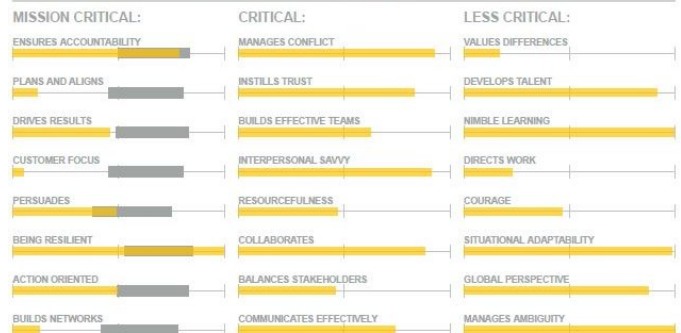 MISSION CRITICAL:
ENSURES ACCOUNTABILITY
PLANS AND ALIGNS
DRIVES RESULTS
CUSTOMER FOCUS
PERSUADES
BEING RESILIENT
ACTION ORIENTED
BUILDS NETWORKS
CRITICAL:
MANAGES CONFLICT
INSTILLS TRUST
BUILDS EFFECTIVE TEAMS
INTERPERSONAL SAVVY
RESOURCEFULNESS
COLLABORATES
BALANCES STAKEHOLDERS
COMMUNICATES EFFECTIVELY
LESS CRITICAL:
VALUES DIFFERENCES
DEVELOPS TALENT
NIMBLE LEARNING
DIRECTS WORK
COURAGE
SITUATIONAL ADAPTABILITY
GLOBAL PERSPECTIVE
MANAGES AMBIGUITY